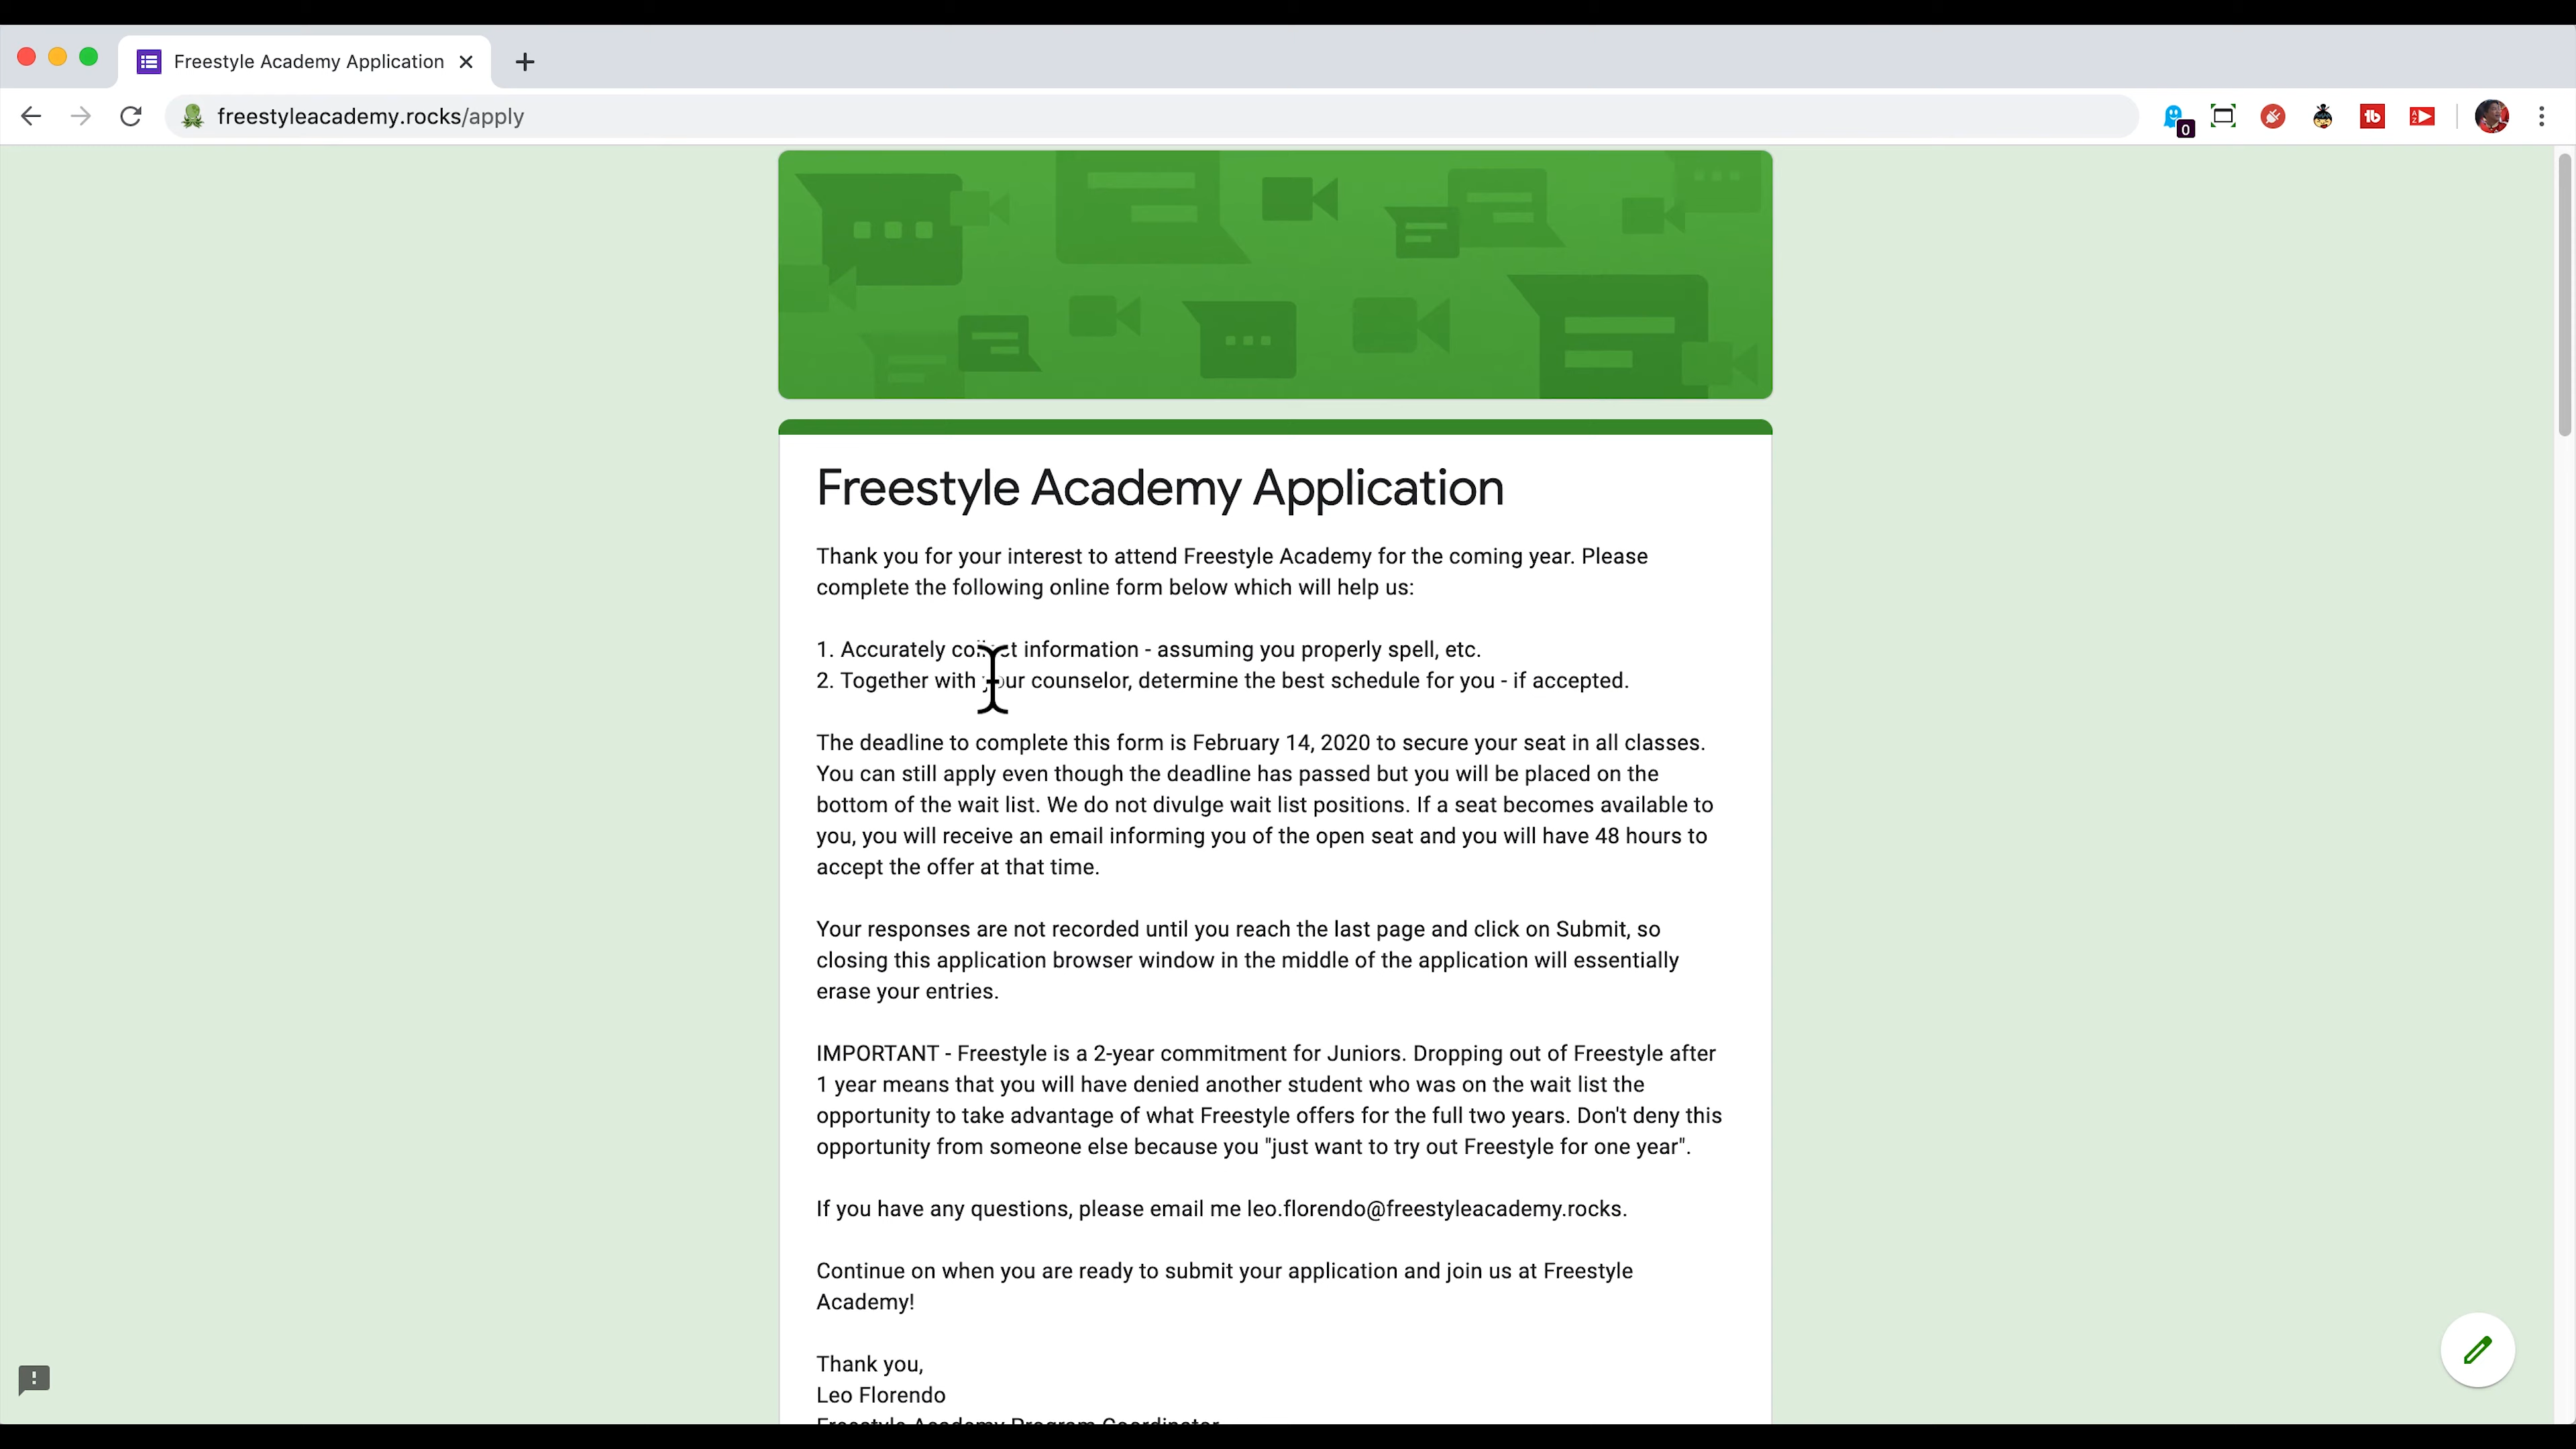 Freestyle Academy Application
freestyleacademy.rocks/apply
0
Freestyle Academy Application
Thank you for your interest to attend Freestyle Academy for the coming year. Please
complete the following online form below which will help us:
1. Accurately collect information - assuming you properly spell, etc.
2. Together with your counselor, determine the best schedule for you - if accepted.
The deadline to complete this form is February 14, 2020 to secure your seat in all classes.
You can still apply even though the deadline has passed but you will be placed on the
bottom of the wait list. We do not divulge wait list positions. If a seat becomes available to
you, you will receive an email informing you of the open seat and you will have 48 hours to
accept the offer at that time.
Your responses are not recorded until you reach the last page and click on Submit, so
closing this application browser window in the middle of the application will essentially
erase your entries.
IMPORTANT - Freestyle is a 2-year commitment for Juniors. Dropping out of Freestyle after
1 year means that you will have denied another student who was on the wait list the
opportunity to take advantage of what Freestyle offers for the full two years. Don't deny this
opportunity from someone else because you "just want to try out Freestyle for one year".
If you have any questions, please email me leo.florendo@freestyleacademy.rocks.
Continue on when you are ready to submit your application and join us at Freestyle
Academy!
Thank you,
Leo Florendo
Freestyle Academy Program Coordinator